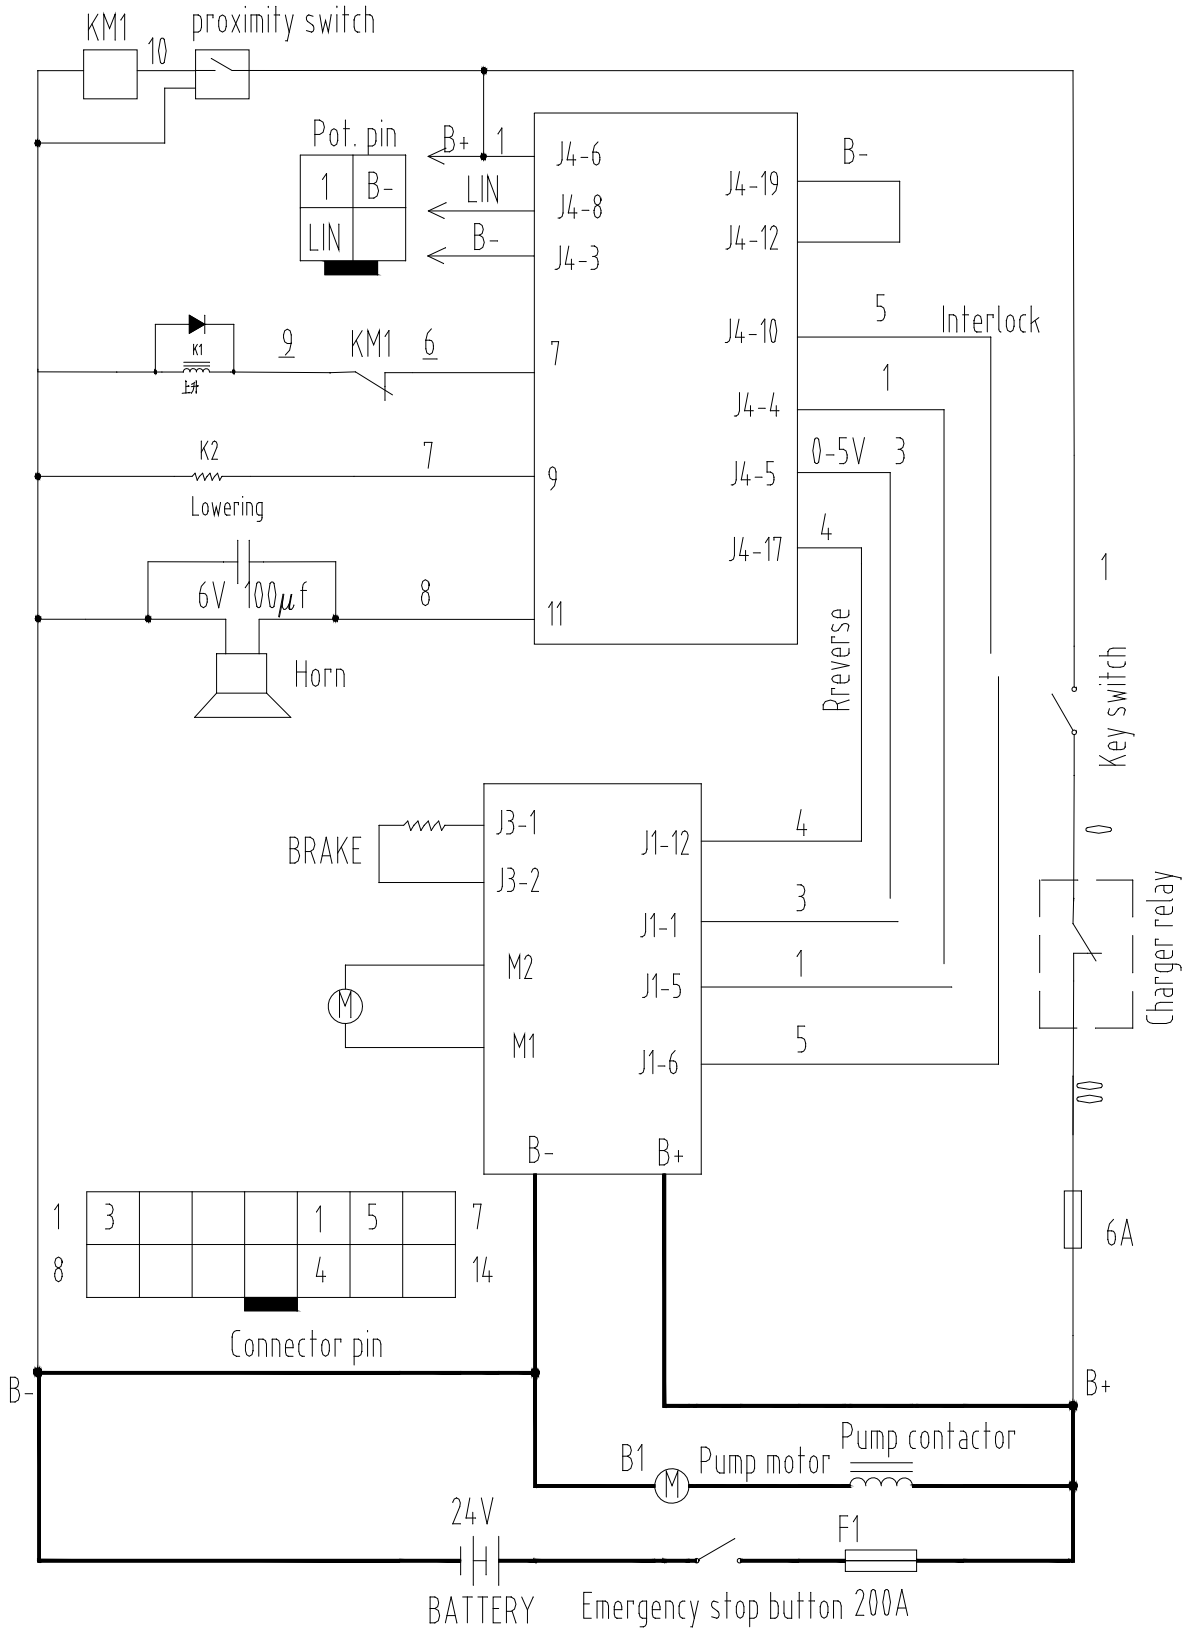 proximity switch
KM1
10
Pot. pin
B+
1
J4-6
B-
1
B-
LIN
J4-8
J4-19
LIN
B-
J4-3
J4-12
5
Interlock
K1
9
KM1
6
7
J4-10
上升
1
J4-4
K2
7
9
0-5V
3
J4-5
Lowering
4
J4-17
6V 100μf
8
11
1
Horn
Rreverse
Key switch
J3-1
4
0
BRAKE
J1-12
J3-2
3
J1-1
Charger relay
M2
1
J1-5
M
M1
5
J1-6
00
B-
B+
1
3
1
5
7
6A
8
4
14
Connector pin
B-
B+
B1
M
Pump motor
Pump contactor
24V
F1
BATTERY
Emergency stop button
200A